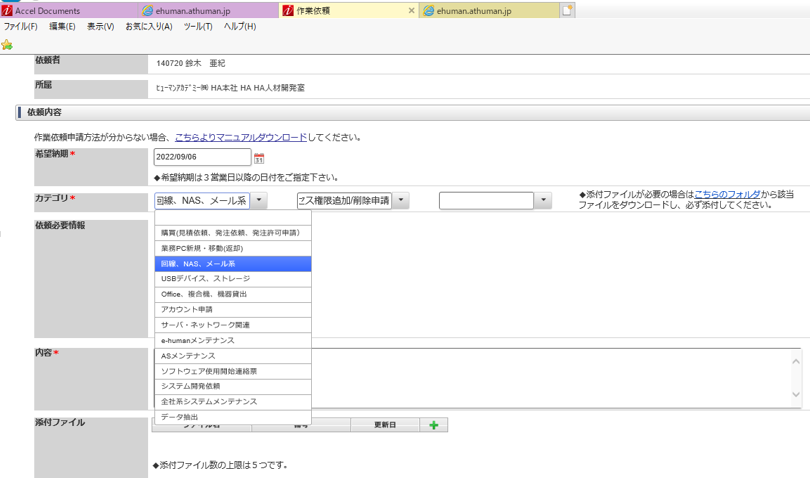 Accel Documents
ehuman.athuman.jp
作業依頼
ehuman.athuman.jp
ファイル(F) 編集(E) 表示(V) お気に入り(A) ツール(T) ヘルプ(H)
依頼者 140720 鈴木 亜紀
所属 ﾋｭｰﾏﾝｱｶﾃﾞﾐｰ㈱ HA本社 HA HA人材開発室
依頼内容
作業依頼申請方法が分からない場合、こちらよりマニュアルダウンロードしてください。
希望納期* 2022/09/06
◆希望納期は３営業日以降の日付をご指定下さい。
カテゴリ* 回線、NAS、メール系 ス権限追加/削除申請
◆添付ファイルが必要の場合はこちらのフォルダから該当
ファイルをダウンロードし、必ず添付してください。
依頼必要情報
購買(見積依頼、発注依頼、発注許可申請)
業務PC新規・移動(返却)
回線、NAS、メール系
USBデバイス、ストレージ
Office、複合機、機器貸出
アカウント申請
サーバ・ネットワーク関連
e-humanメンテナンス
ASメンテナンス
ソフトウェア使用開始連絡票
システム開発依頼
全社系システムメンテナンス
データ抽出
内容*
添付ファイル
更新日
◆添付ファイル数の上限は５つです。